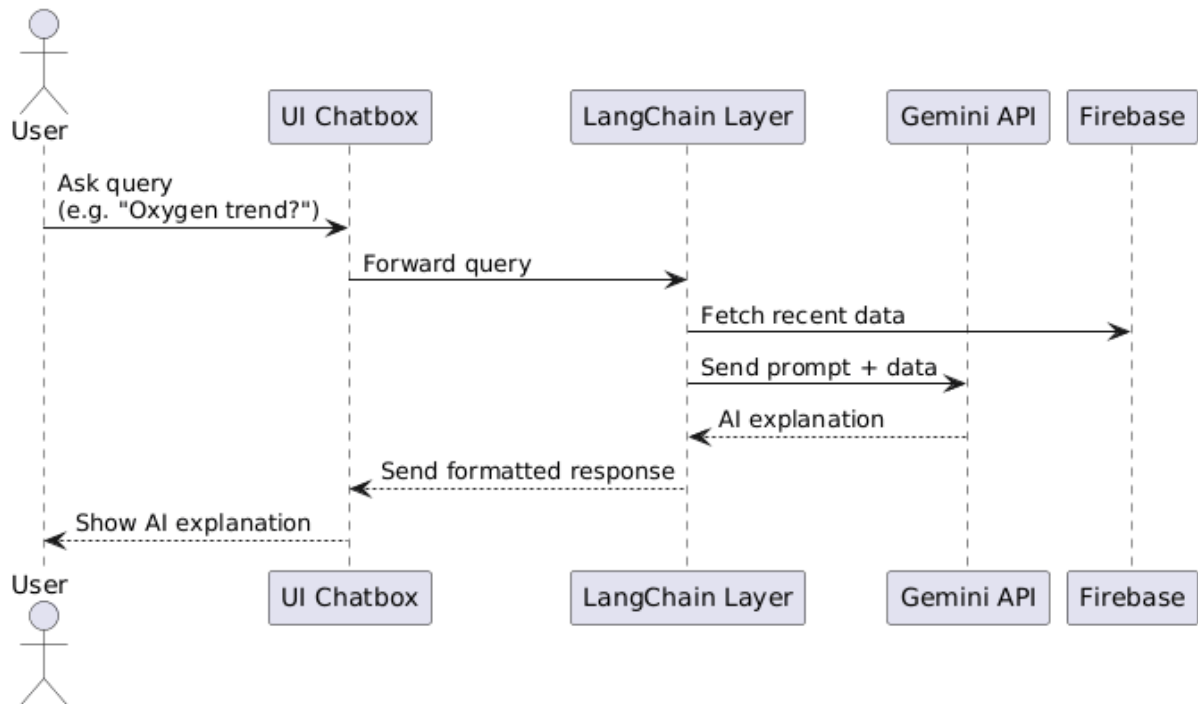 User
UI Chatbox
LangChain Layer
Gemini API
Firebase
Ask query
(e.g. "Oxygen trend?")
Forward query
Fetch recent data
Send prompt + data
AI explanation
Send formatted response
Show AI explanation
User
UI Chatbox
LangChain Layer
Gemini API
Firebase